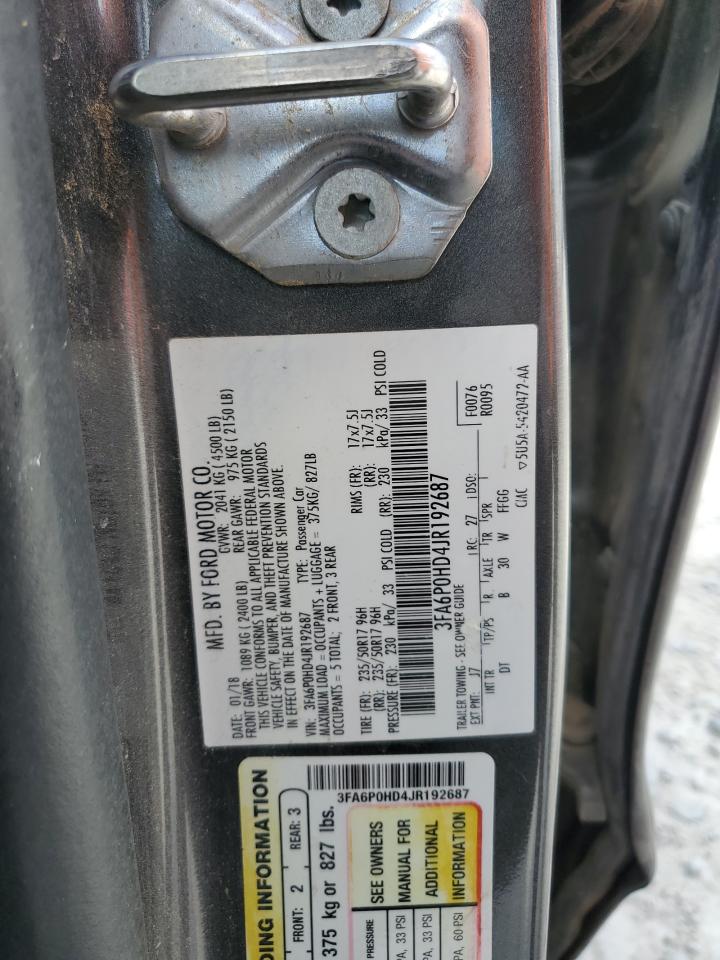 MFD. BY FORD MOTOR CO.
DATE: 01/18 GVWR: 2041 KG ( 4500 LB)
FRONT GAWR: 1089 KG ( 2400 LB) REAR GAWR: 975 KG ( 2150 LB)
THIS VEHICLE CONFORMS TO ALL APPLICABLE FEDERAL MOTOR
VEHICLE SAFETY, BUMPER, AND THEFT PREVENTION STANDARDS
IN EFFECT ON THE DATE OF MANUFACTURE SHOWN ABOVE.
VIN: 3FA6P0HD4JR192687 TYPE: Passenger Car
MAXIMUM LOAD = OCCUPANTS + LUGGAGE = 375KG/ 827LB
OCCUPANTS = 5 TOTAL; 2 FRONT, 3 REAR
TIRE (FR): 235/50R17 96H RIMS (FR): 17x7.5J
(RR): 235/50R17 96H (RR): 17x7.5J
PRESSURE (FR): 230 kPa/ 33 PSI COLD (RR): 230 kPa/ 33 PSI COLD
3FA6P0HD4JR192687
TRAILER TOWING - SEE OWNER GUIDE F0076
EXT PNT: J7 RC: 27 DSO: R0095
INT TR TP/PS R AXLE TR SPR
DT B 30 W FFGG
5U5A-5420472-AA
DING INFORMATION
FRONT: 2 REAR: 3
375 kg or 827 lbs.
3FA6P0HD4JR192687
PRESSURE
PA, 33 PSI
PA, 33 PSI
PA, 60 PSI
SEE OWNERS
MANUAL FOR
ADDITIONAL
INFORMATION